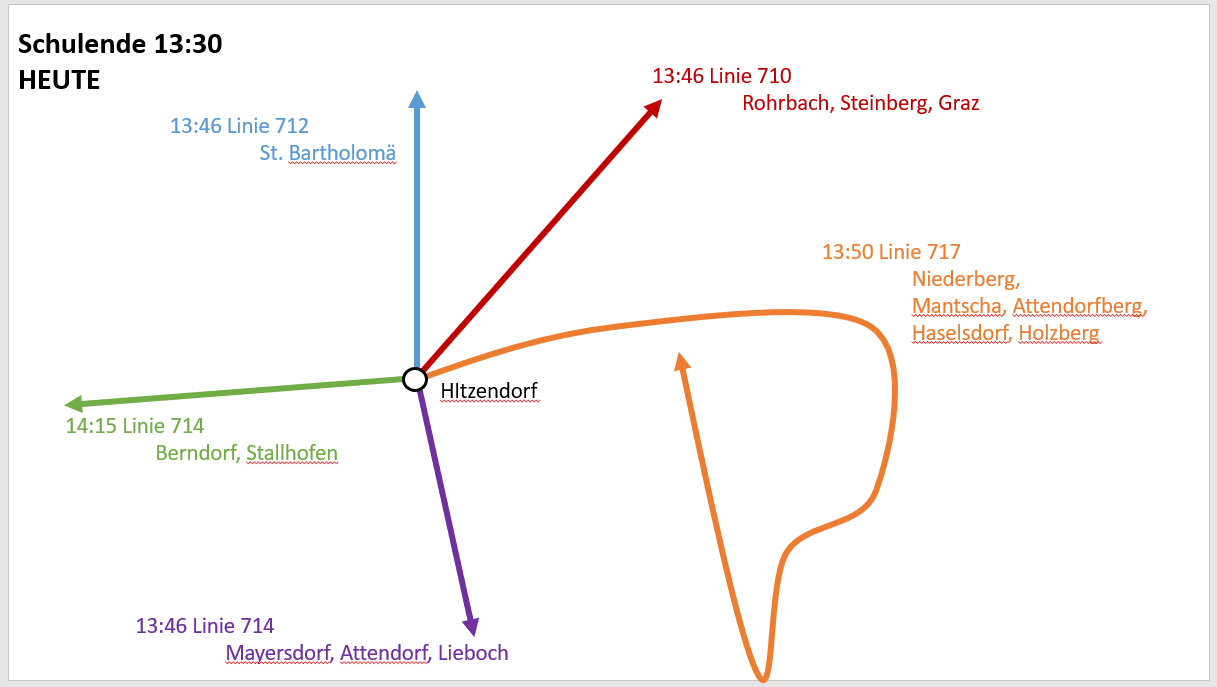 Schulende 13:30
HEUTE
13:46 Linie 710
Rohrbach, Steinberg, Graz
13:46 Linie 712
St. Bartholomä
13:50 Linie 717
Niederberg,
Mantscha, Attendorfberg,
Haselsdorf, Holzberg
HItzendorf
14:15 Linie 714
Berndorf, Stallhofen
13:46 Linie 714
Mayersdorf, Attendorf, Lieboch